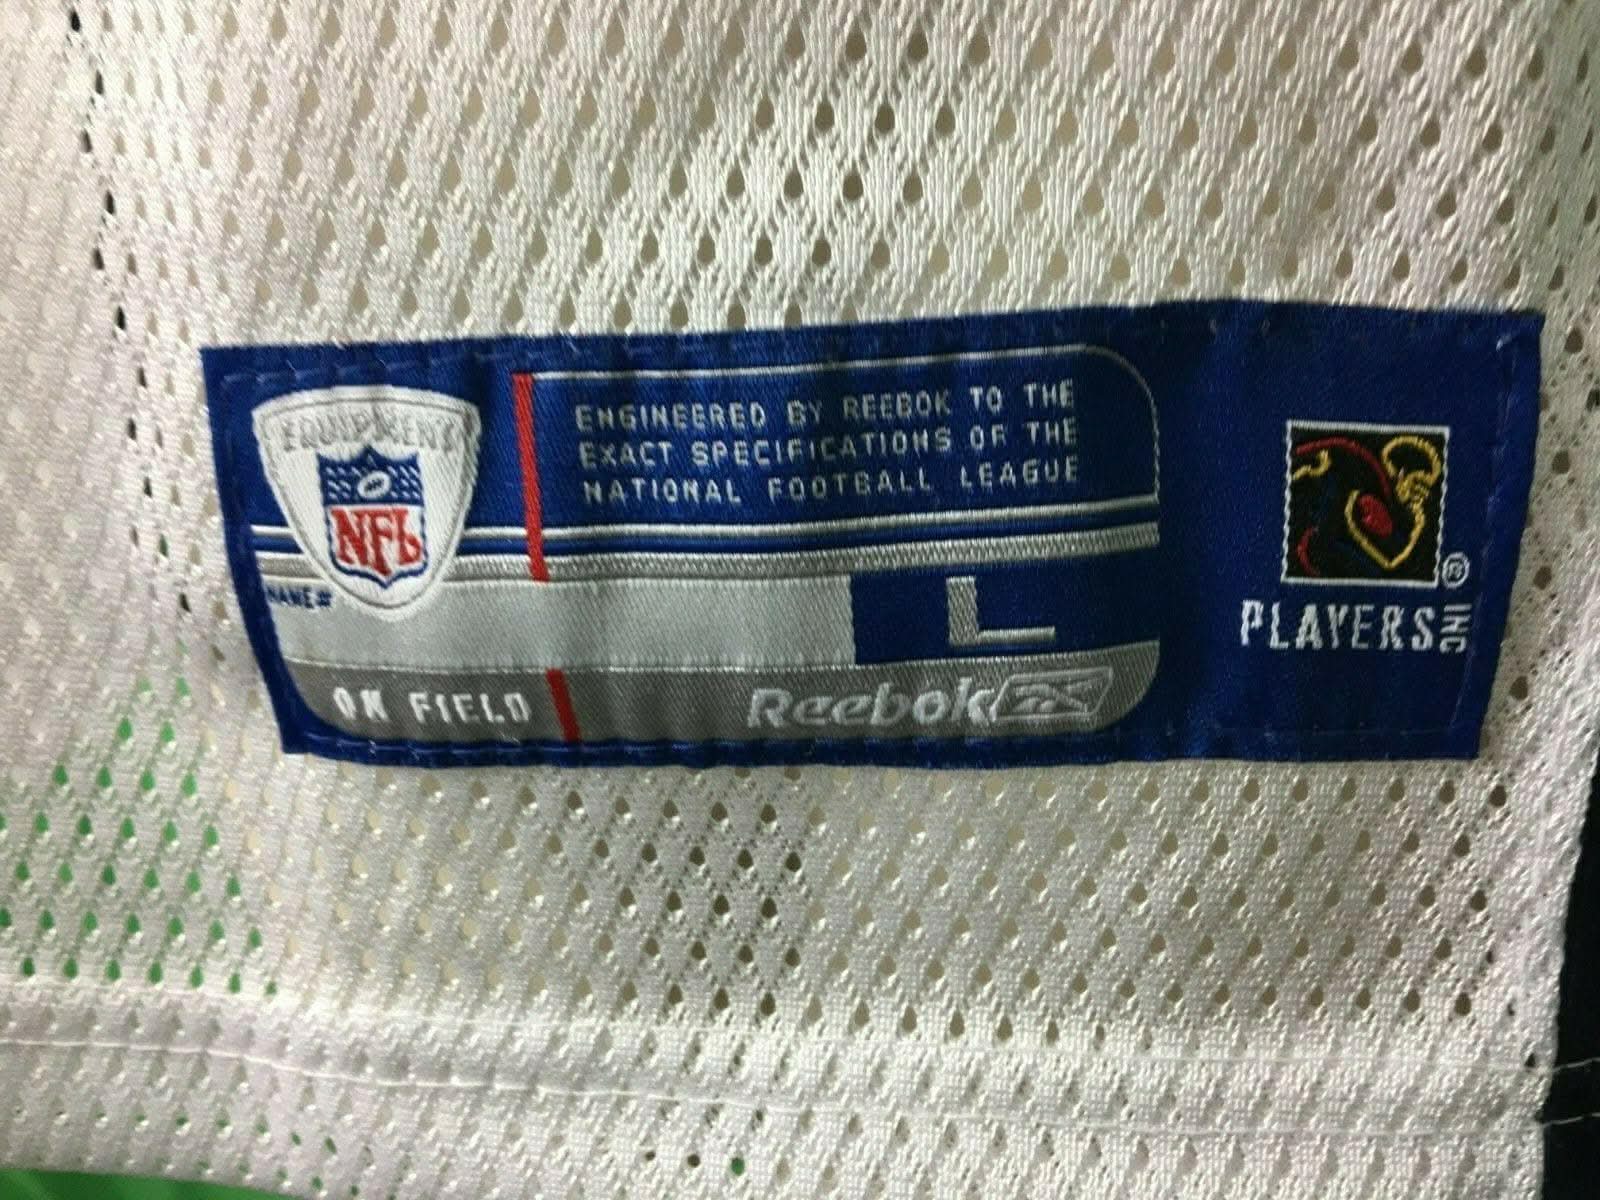 EQUIPMENT
NFL
ENGINEERED BY REEBOK TO THE
EXACT SPECIFICATIONS OF THE
NATIONAL FOOTBALL LEAGUE
NAME#
L
ON FIELD
Reebok
®
PLAYERS INC